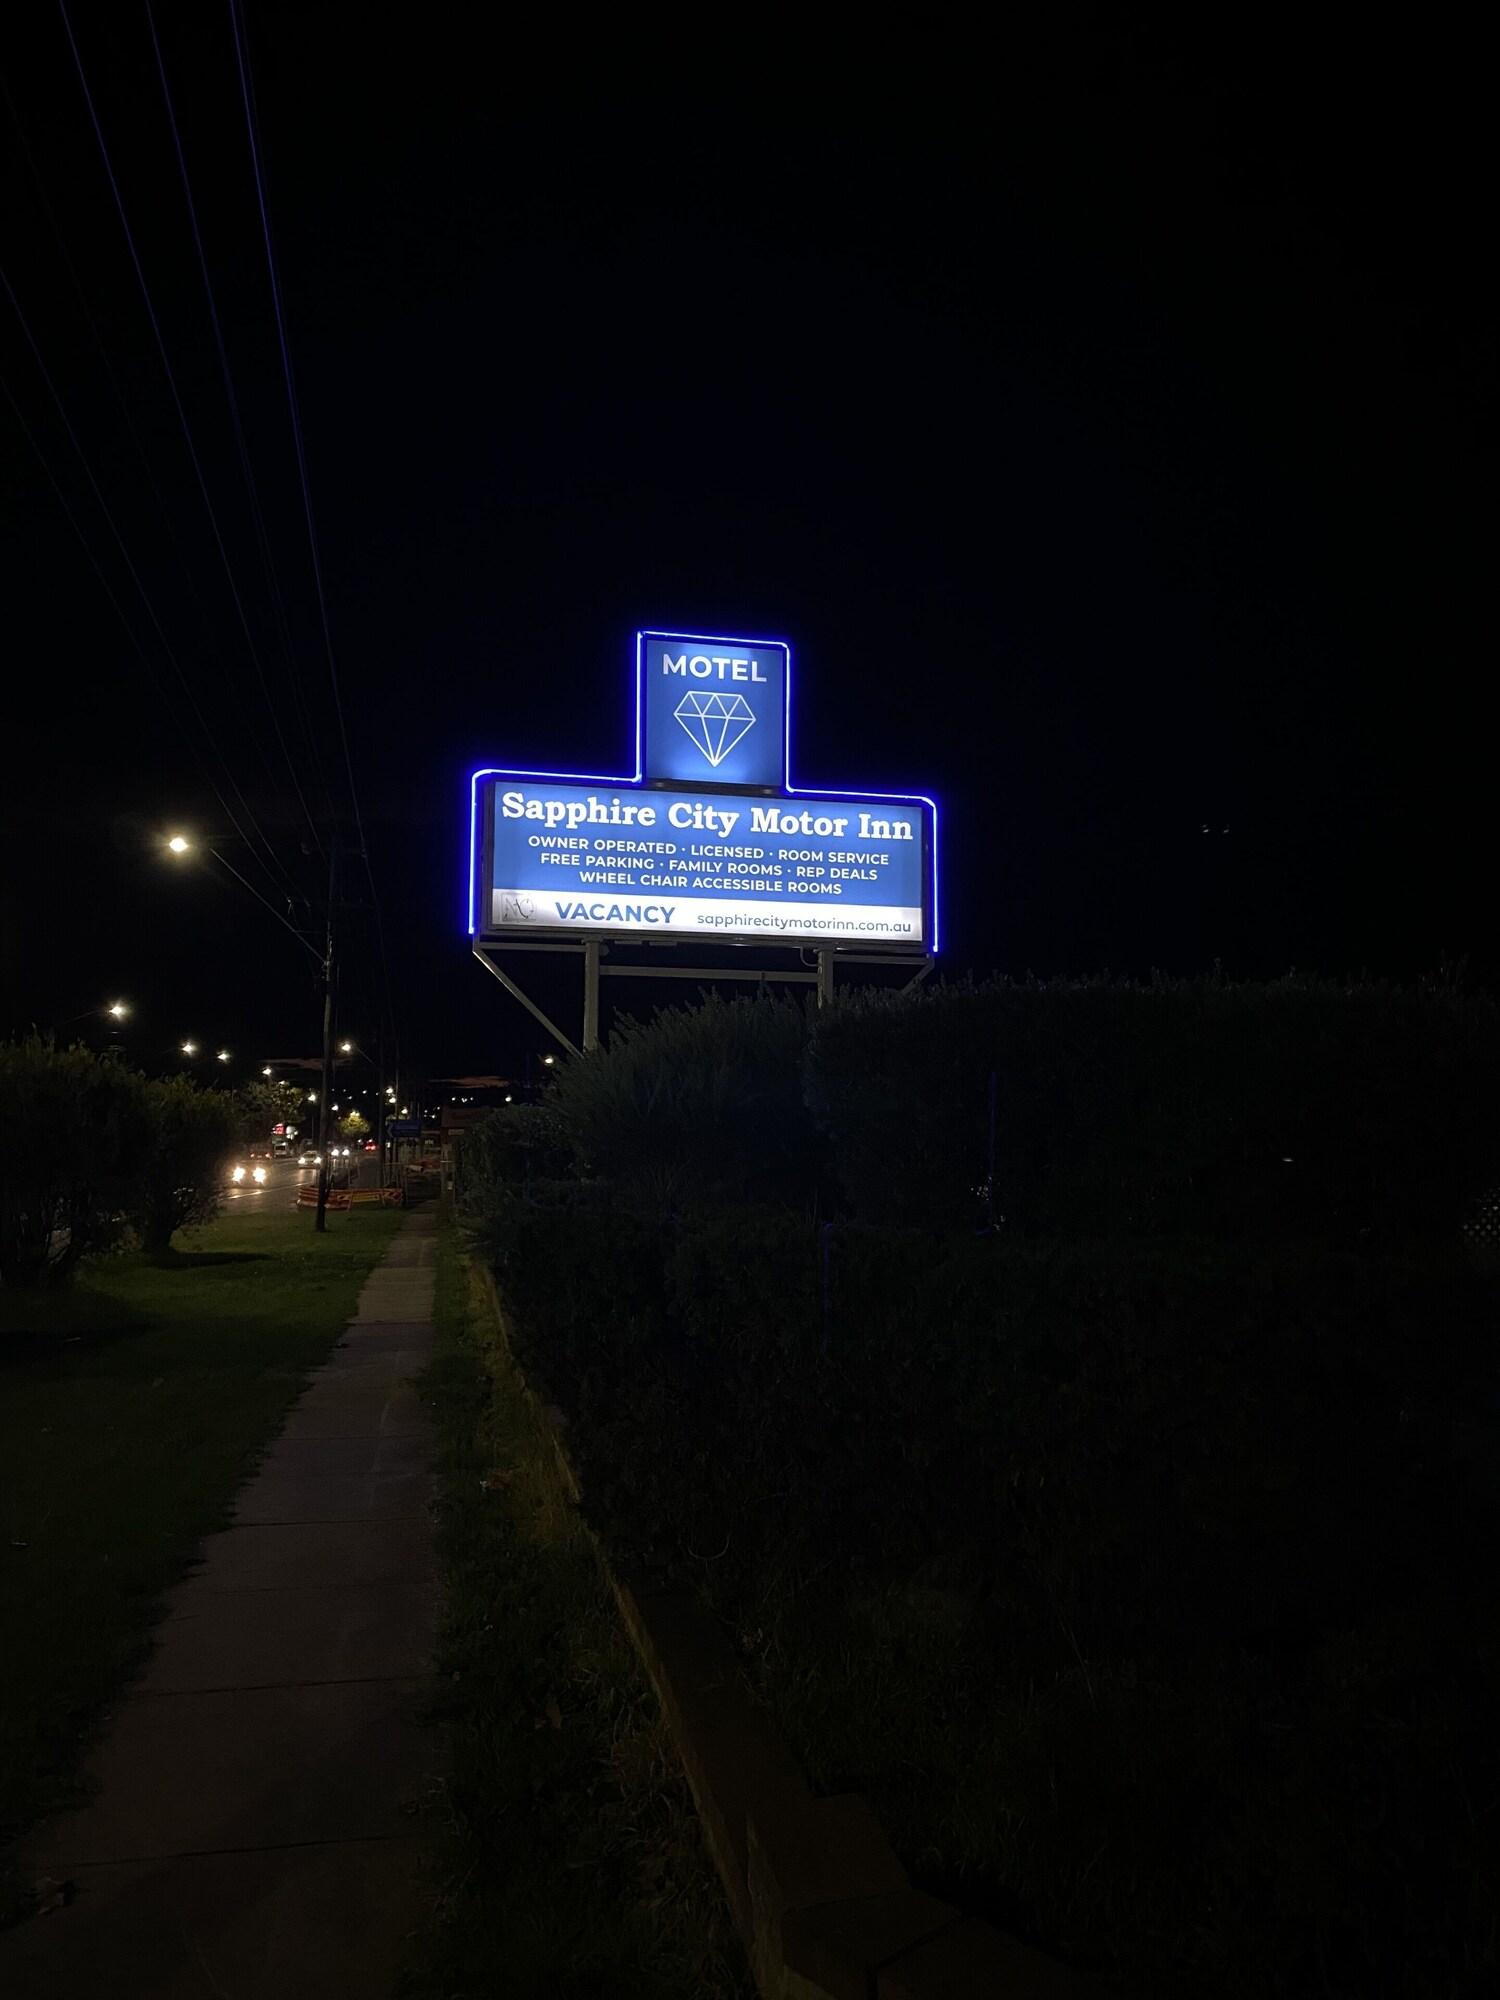 MOTEL
Sapphire City Motor Inn
OWNER OPERATED · LICENSED · ROOM SERVICE
FREE PARKING · FAMILY ROOMS · REP DEALS
WHEEL CHAIR ACCESSIBLE ROOMS
NO VACANCY sapphirecitymotorinn.com.au